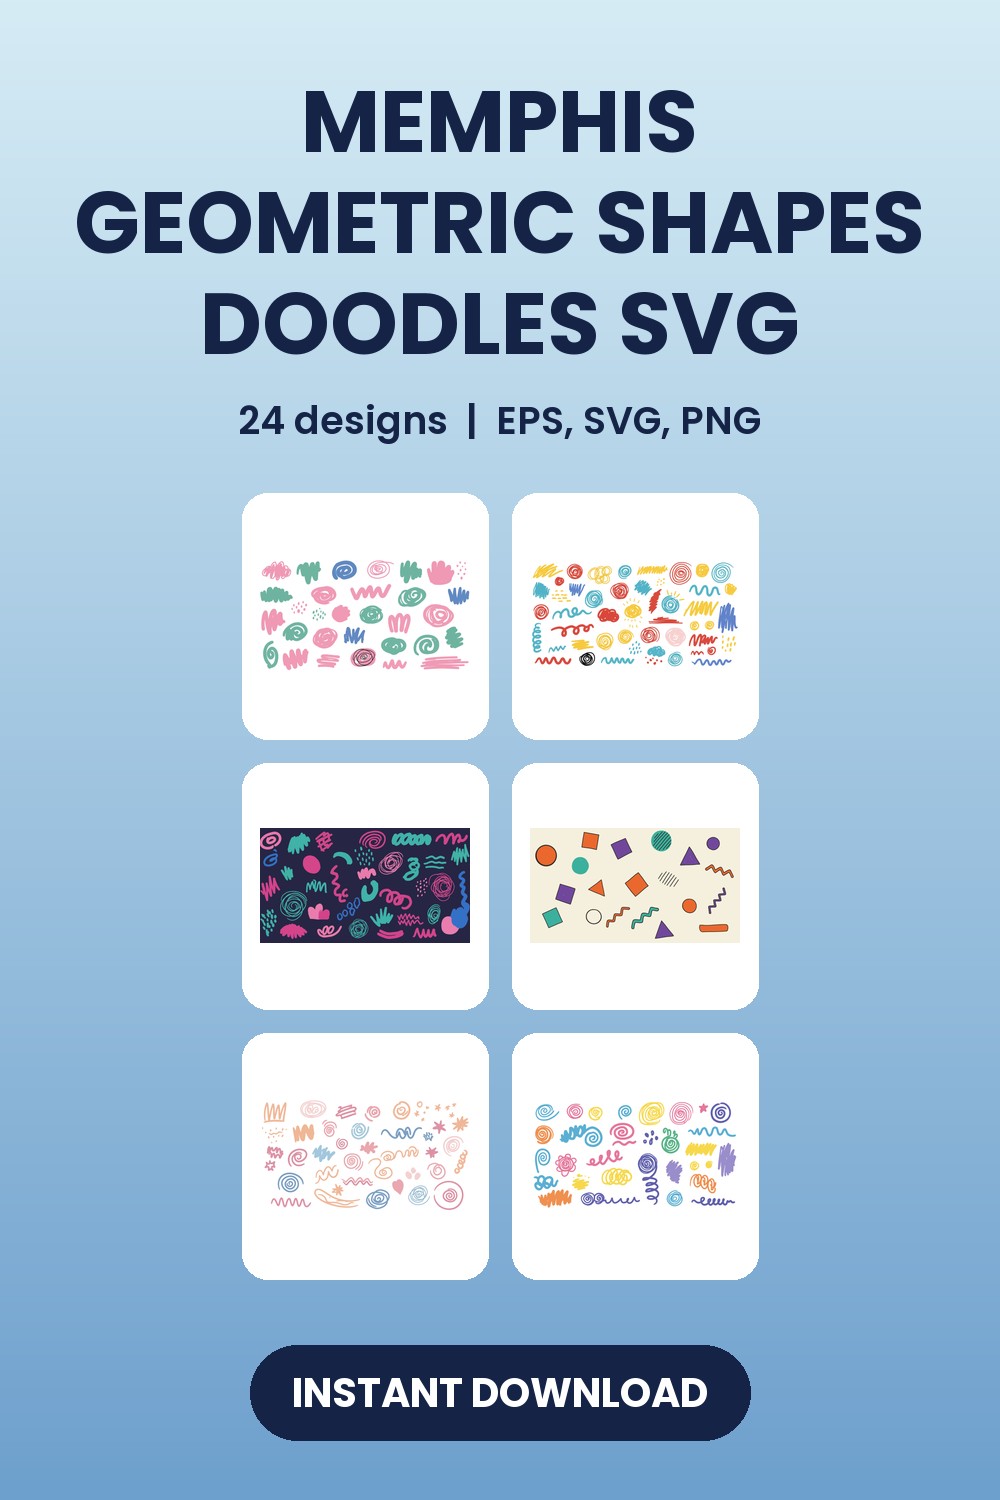 MEMPHIS
GEOMETRIC SHAPES
DOODLES SVG
24 designs | EPS, SVG, PNG
INSTANT DOWNLOAD